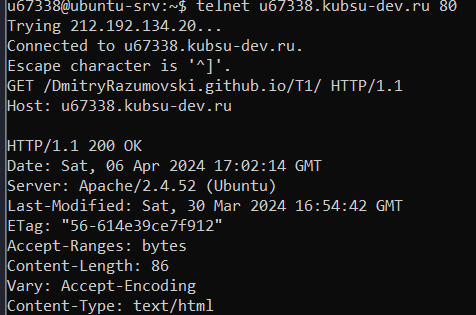 u67338@ubuntu-srv:~$ telnet u67338.kubsu-dev.ru 80
Trying 212.192.134.20...
Connected to u67338.kubsu-dev.ru.
Escape character is '^]'.
GET /DmitryRazumovski.github.io/T1/ HTTP/1.1
Host: u67338.kubsu-dev.ru

HTTP/1.1 200 OK
Date: Sat, 06 Apr 2024 17:02:14 GMT
Server: Apache/2.4.52 (Ubuntu)
Last-Modified: Sat, 30 Mar 2024 16:54:42 GMT
ETag: "56-614e39ce7f912"
Accept-Ranges: bytes
Content-Length: 86
Vary: Accept-Encoding
Content-Type: text/html